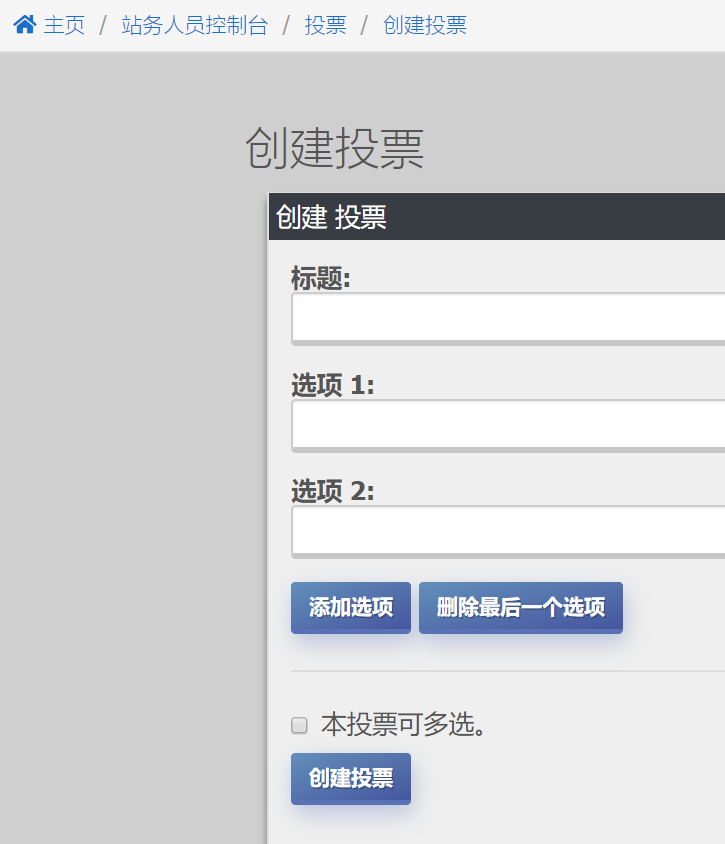 主页 / 站务人员控制台 / 投票 / 创建投票
创建投票
创建 投票
标题:
选项 1:
选项 2:
添加选项 删除最后一个选项
本投票可多选。
创建投票